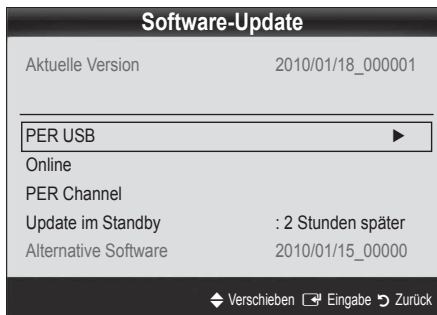 Software-Update
Aktuelle Version 2010/01/18_000001
PER USB ►
Online
PER Channel
Update im Standby : 2 Stunden später
Alternative Software 2010/01/15_00000
Verschieben Eingabe Zurück